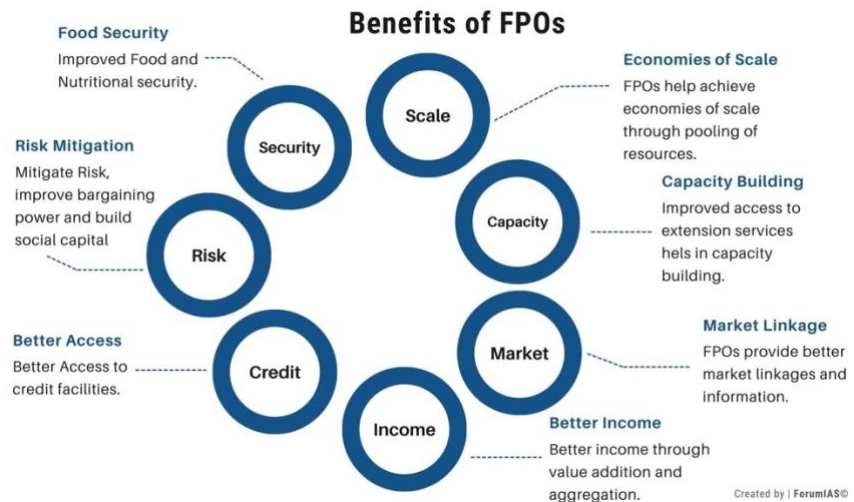 Benefits of FPOs
Food Security
Improved Food and
Nutritional security.
Security
Scale
Economies of Scale
FPOs help achieve
economies of scale
through pooling of
resources.
Risk Mitigation
Mitigate Risk,
improve bargaining
power and build
social capital
Risk
Capacity
Capacity Building
Improved access to
extension services
hels in capacity
building.
Better Access
Better Access to
credit facilities.
Credit
Market
Market Linkage
FPOs provide better
market linkages and
information.
Income
Better Income
Better income through
value addition and
aggregation.
Created by | ForumIAS©